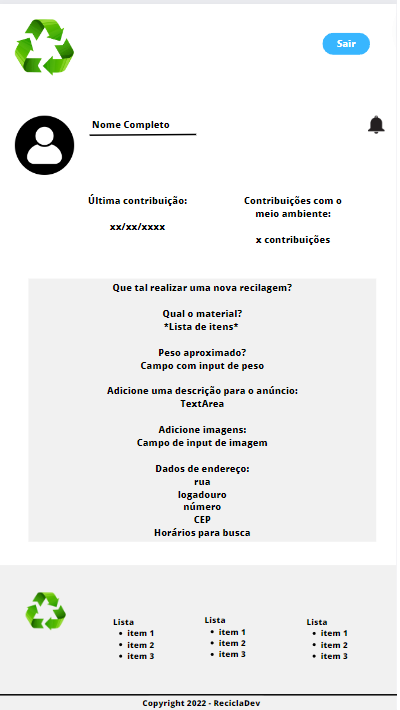 Sair
Nome Completo
Última contribuição:
xx/xx/xxxx
Contribuições com o
meio ambiente:
x contribuições
Que tal realizar uma nova recilagem?
Qual o material?
*Lista de itens*
Peso aproximado?
Campo com input de peso
Adicione uma descrição para o anúncio:
TextArea
Adicione imagens:
Campo de input de imagem
Dados de endereço:
rua
logadouro
número
CEP
Horários para busca
Lista
• item 1
• item 2
• item 3
Lista
• item 1
• item 2
• item 3
Lista
• item 1
• item 2
• item 3
Copyright 2022 - ReciclaDev